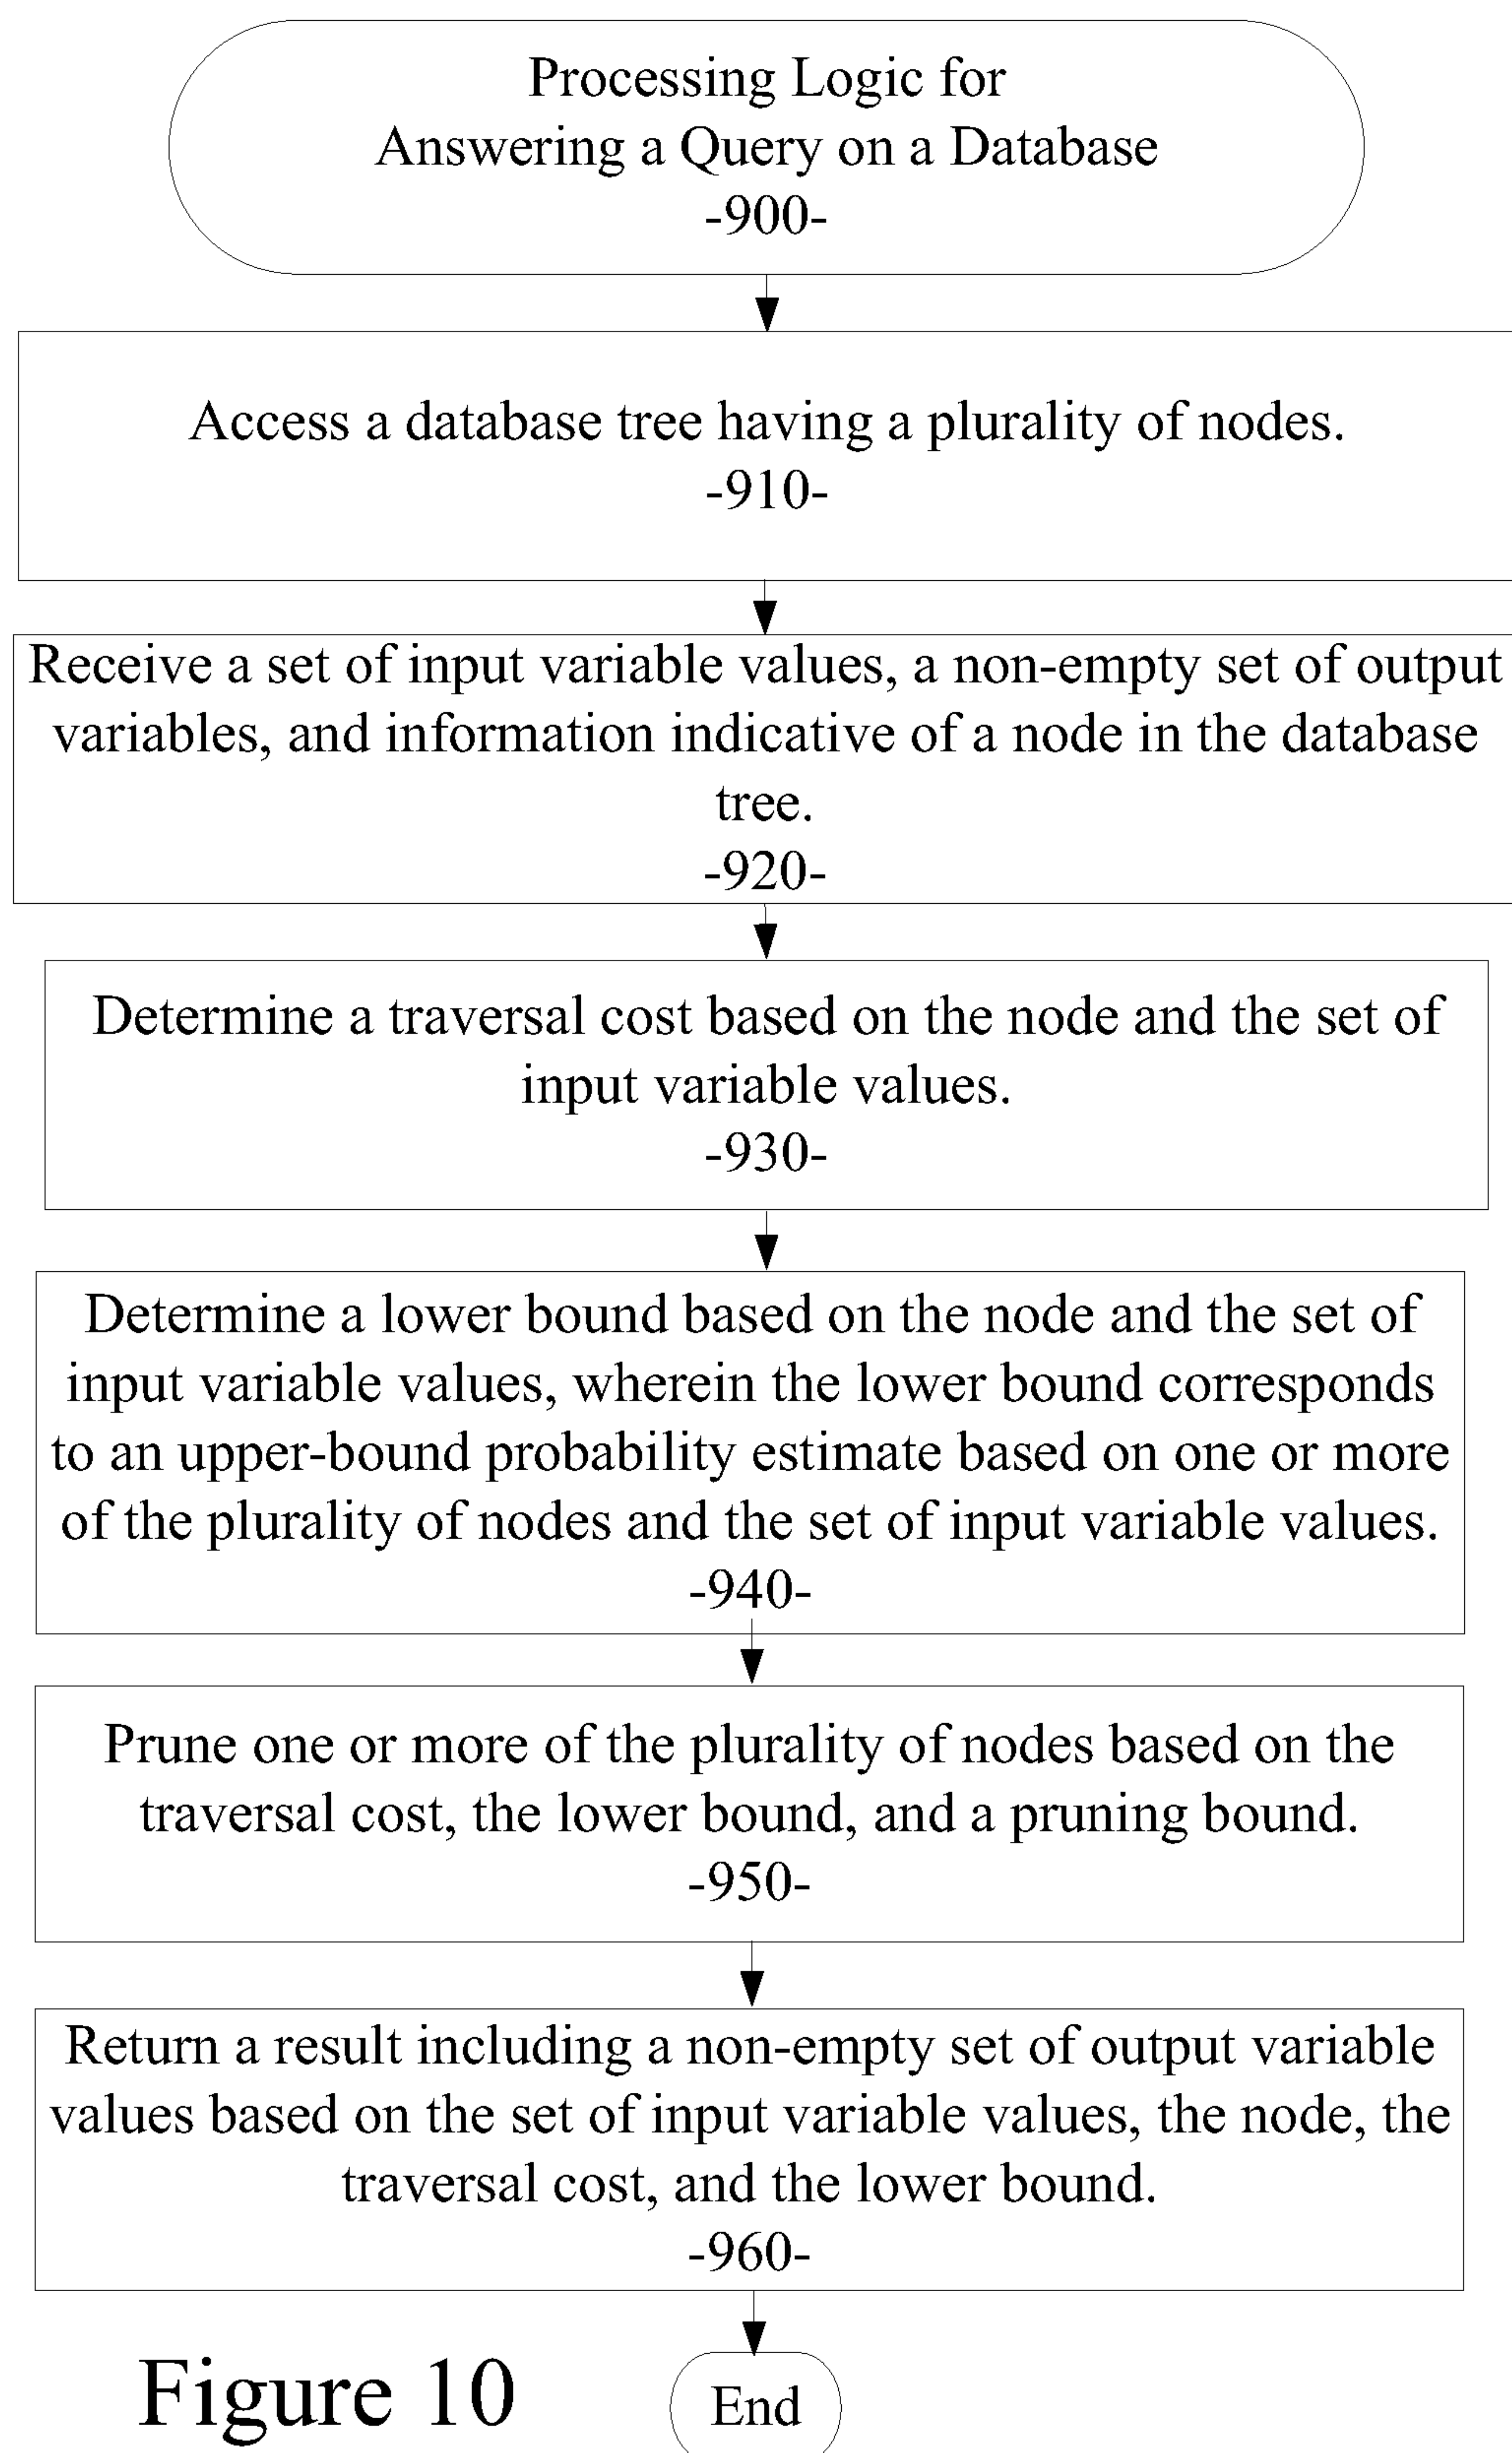 Processing Logic for
Answering a Query on a Database
-900-
Access a database tree having a plurality of nodes.
-910-
Receive a set of input variable values, a non-empty set of output
variables, and information indicative of a node in the database
tree.
-920-
Determine a traversal cost based on the node and the set of
input variable values.
-930-
Determine a lower bound based on the node and the set of
input variable values, wherein the lower bound corresponds
to an upper-bound probability estimate based on one or more
of the plurality of nodes and the set of input variable values.
-940-
Prune one or more of the plurality of nodes based on the
traversal cost, the lower bound, and a pruning bound.
-950-
Return a result including a non-empty set of output variable
values based on the set of input variable values, the node, the
traversal cost, and the lower bound.
-960-
Figure 10
End